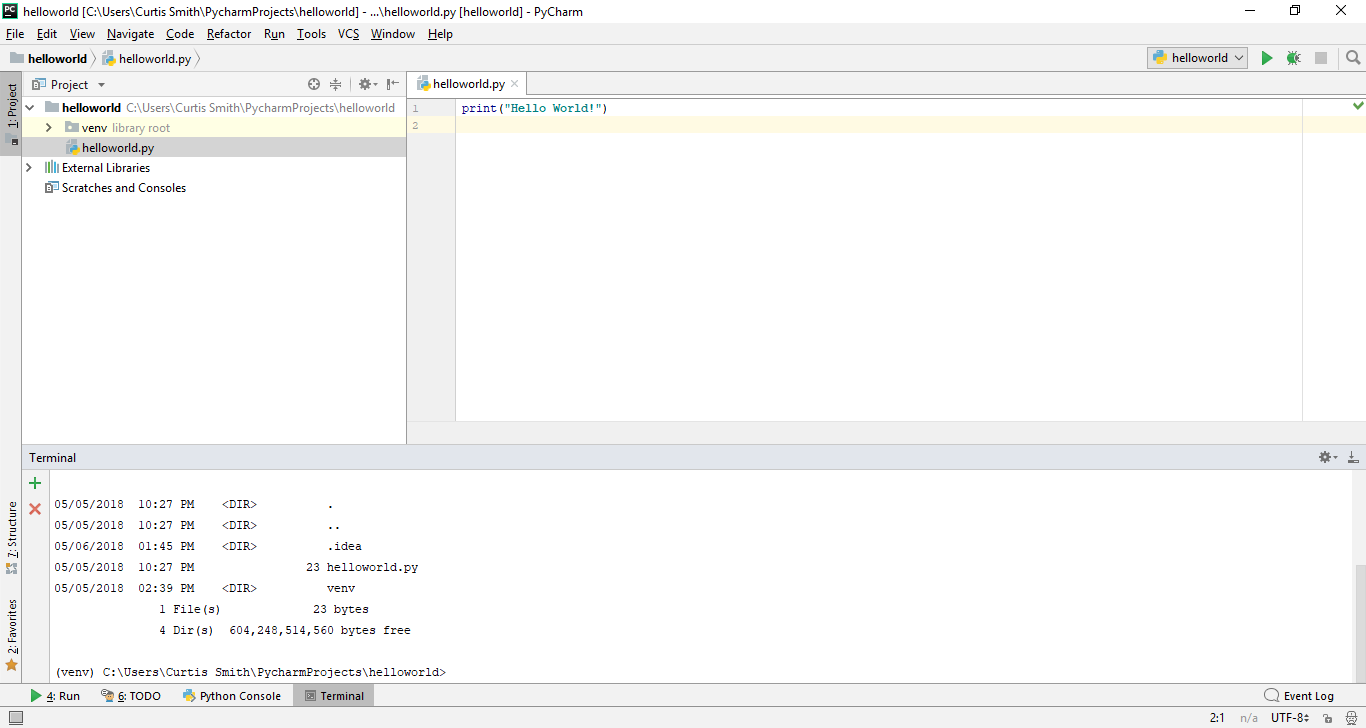 PC helloworld [C:\Users\Curtis Smith\PycharmProjects\helloworld] - ...\helloworld.py [helloworld] - PyCharm
File Edit View Navigate Code Refactor Run Tools VCS Window Help
helloworld helloworld.py helloworld
1: Project
Project
helloworld C:\Users\Curtis Smith\PycharmProjects\helloworld
venv library root
helloworld.py
External Libraries
Scratches and Consoles
helloworld.py
1 print("Hello World!")
2
Terminal
05/05/2018 10:27 PM <DIR> .
05/05/2018 10:27 PM <DIR> ..
05/06/2018 01:45 PM <DIR> .idea
05/05/2018 10:27 PM 23 helloworld.py
05/05/2018 02:39 PM <DIR> venv
1 File(s) 23 bytes
4 Dir(s) 604,248,514,560 bytes free
(venv) C:\Users\Curtis Smith\PycharmProjects\helloworld>
7: Structure
2: Favorites
4: Run 6: TODO Python Console Terminal Event Log
2:1 n/a UTF-8